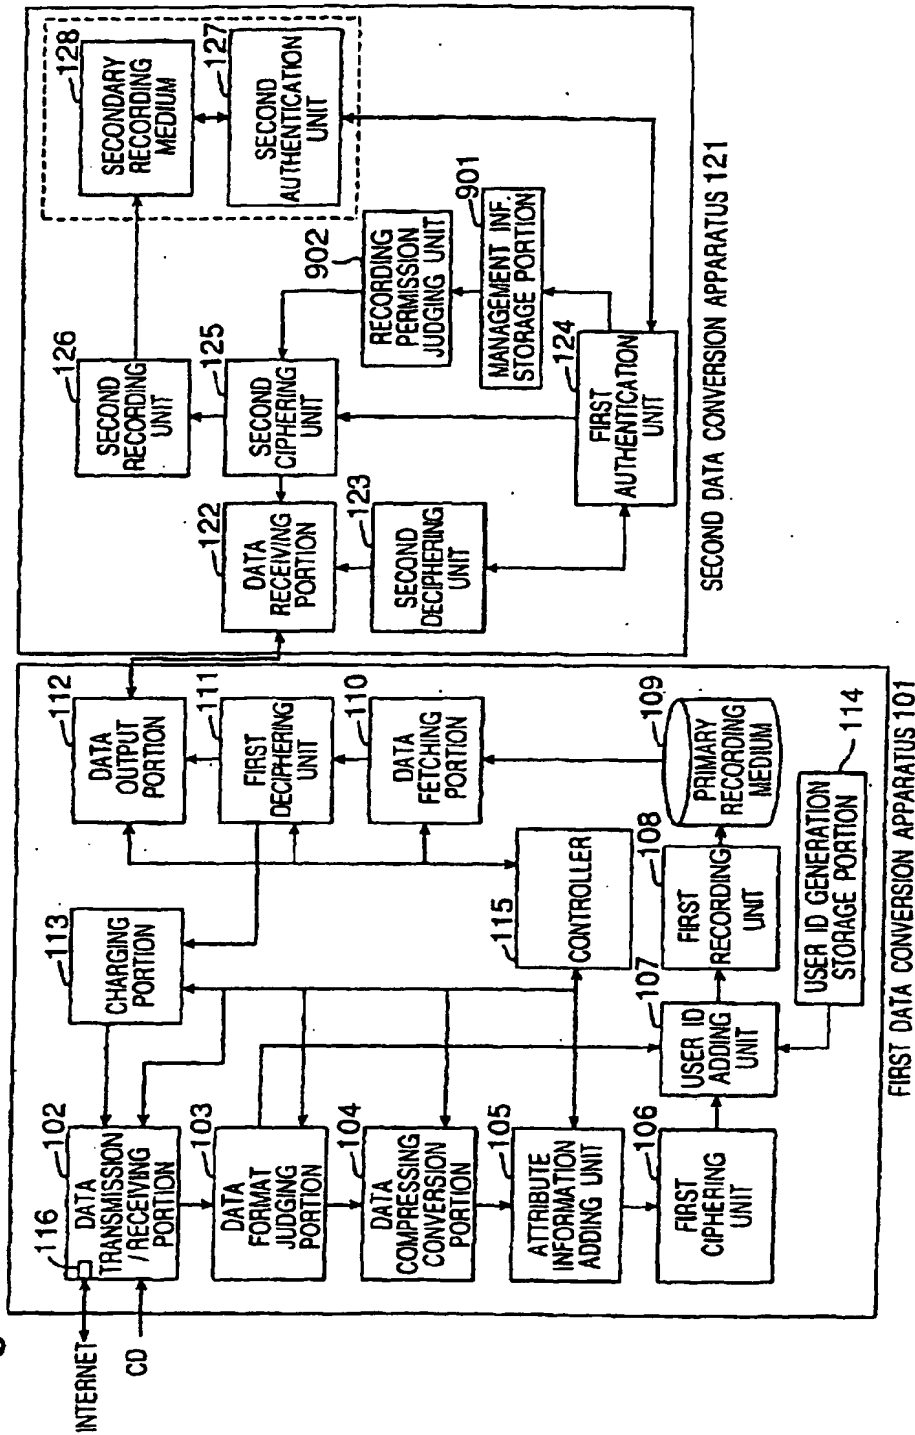 INTERNET
CD
116
102
DATA
TRANSMISSION
/RECEIVING
PORTION
103
DATA
FORMAT
JUDGING
PORTION
104
DATA
COMPRESSING
CONVERSION
PORTION
105
ATTRIBUTE
INFORMATION
ADDING UNIT
106
FIRST
CIPHERING
UNIT
113
CHARGING
PORTION
115
CONTROLLER
107
USER ID
ADDING
UNIT
108
FIRST
RECORDING
UNIT
109
PRIMARY
RECORDING
MEDIUM
114
USER ID GENERATION
STORAGE PORTION
112
DATA
OUTPUT
PORTION
111
FIRST
DECIPHERING
UNIT
110
DATA
FETCHING
PORTION
FIRST DATA CONVERSION APPARATUS 101
122
DATA
RECEIVING
PORTION
123
SECOND
DECIPHERING
UNIT
126
SECOND
RECORDING
UNIT
125
SECOND
CIPHERING
UNIT
902
RECORDING
PERMISSION
JUDGING UNIT
901
MANAGEMENT INF.
STORAGE PORTION
124
FIRST
AUTHENTICATION
UNIT
128
SECONDARY
RECORDING
MEDIUM
127
SECOND
AUTHENTICATION
UNIT
SECOND DATA CONVERSION APPARATUS 121